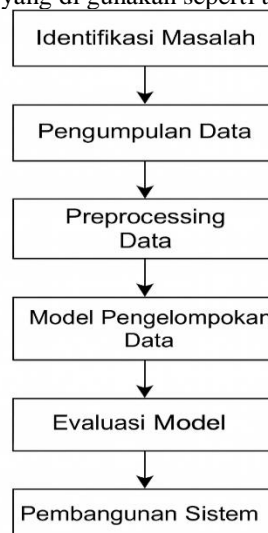 yang di gunakan seperti
Identifikasi Masalah
Pengumpulan Data
Preprocessing
Data
Model Pengelompokan
Data
Evaluasi Model
Pembangunan Sistem